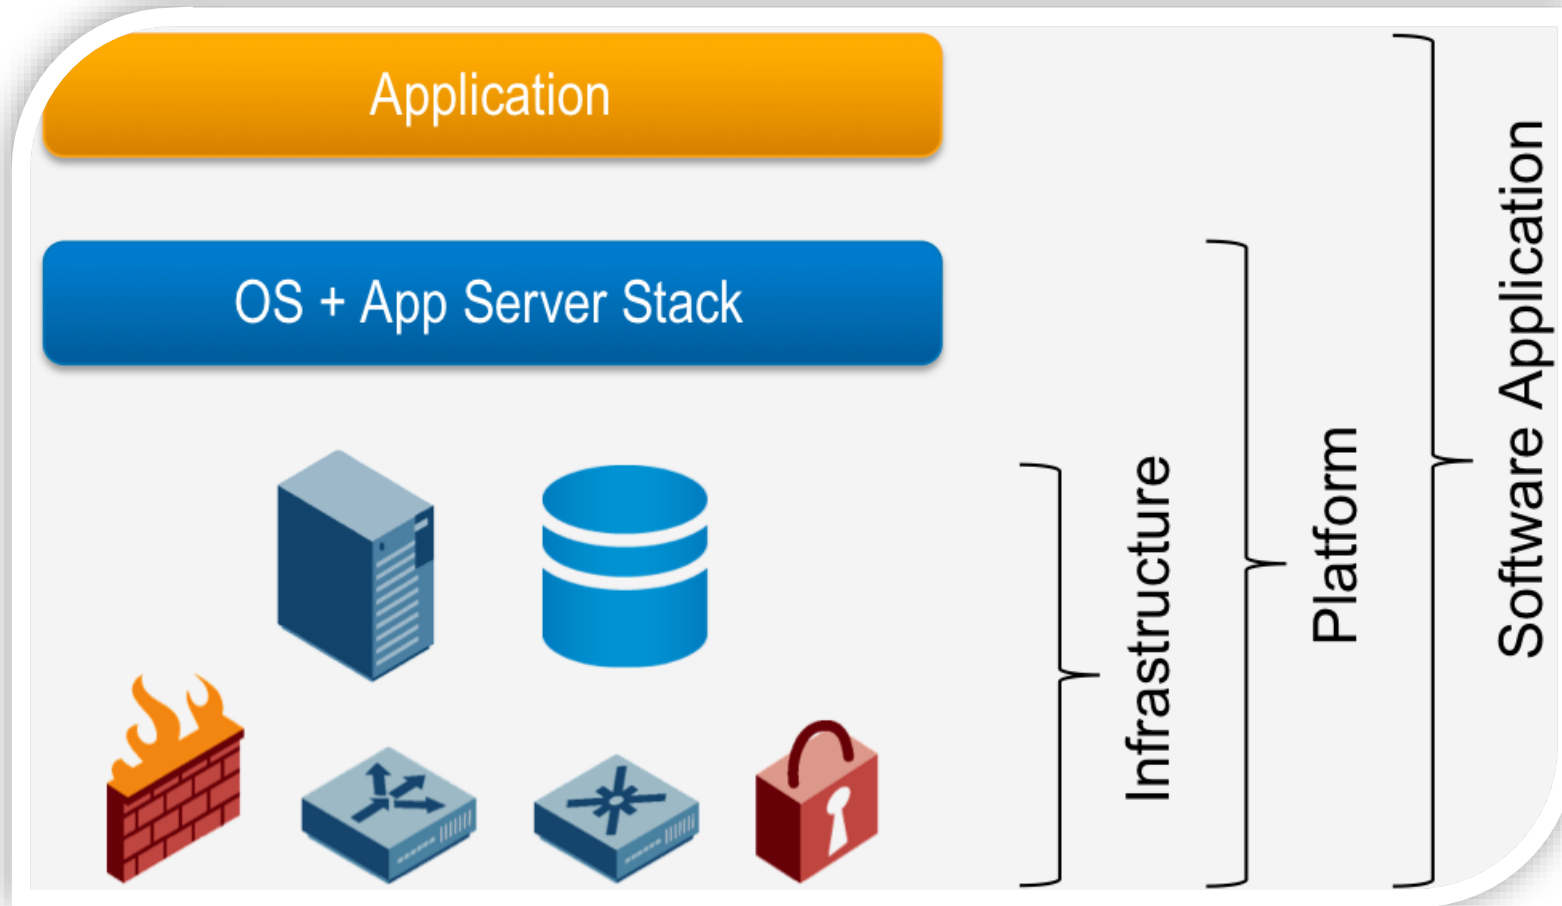 Application
OS + App Server Stack
Infrastructure
Platform
Software Application